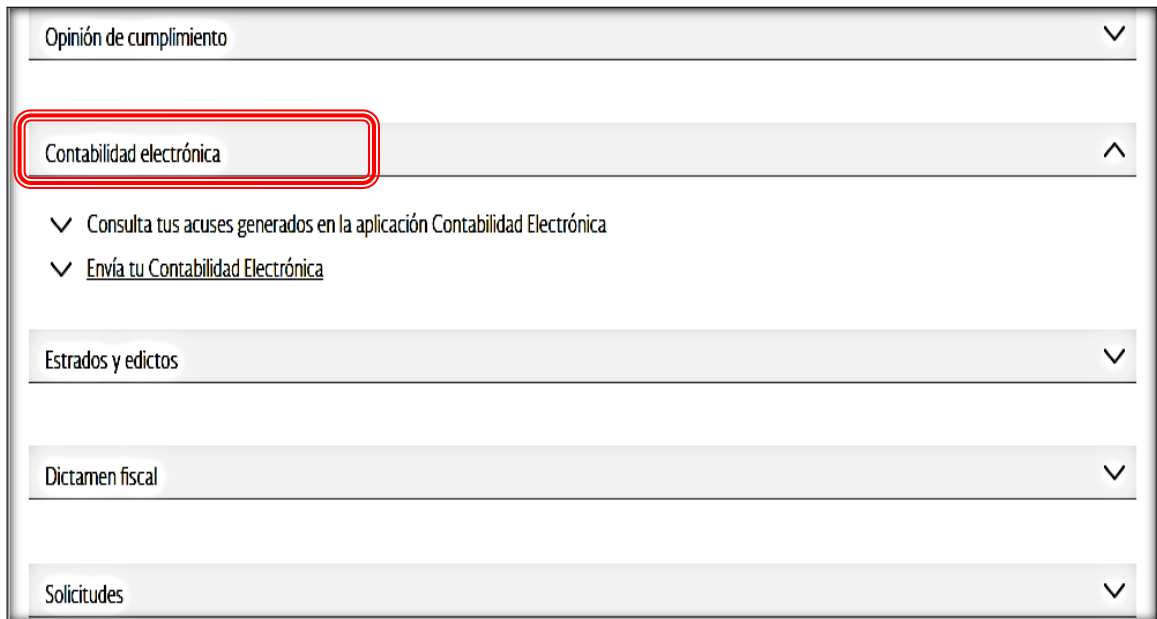 Opinión de cumplimiento
Contabilidad electrónica
Consulta tus acuses generados en la aplicación Contabilidad Electrónica
Envía tu Contabilidad Electrónica
Estrados y edictos
Dictamen fiscal
Solicitudes